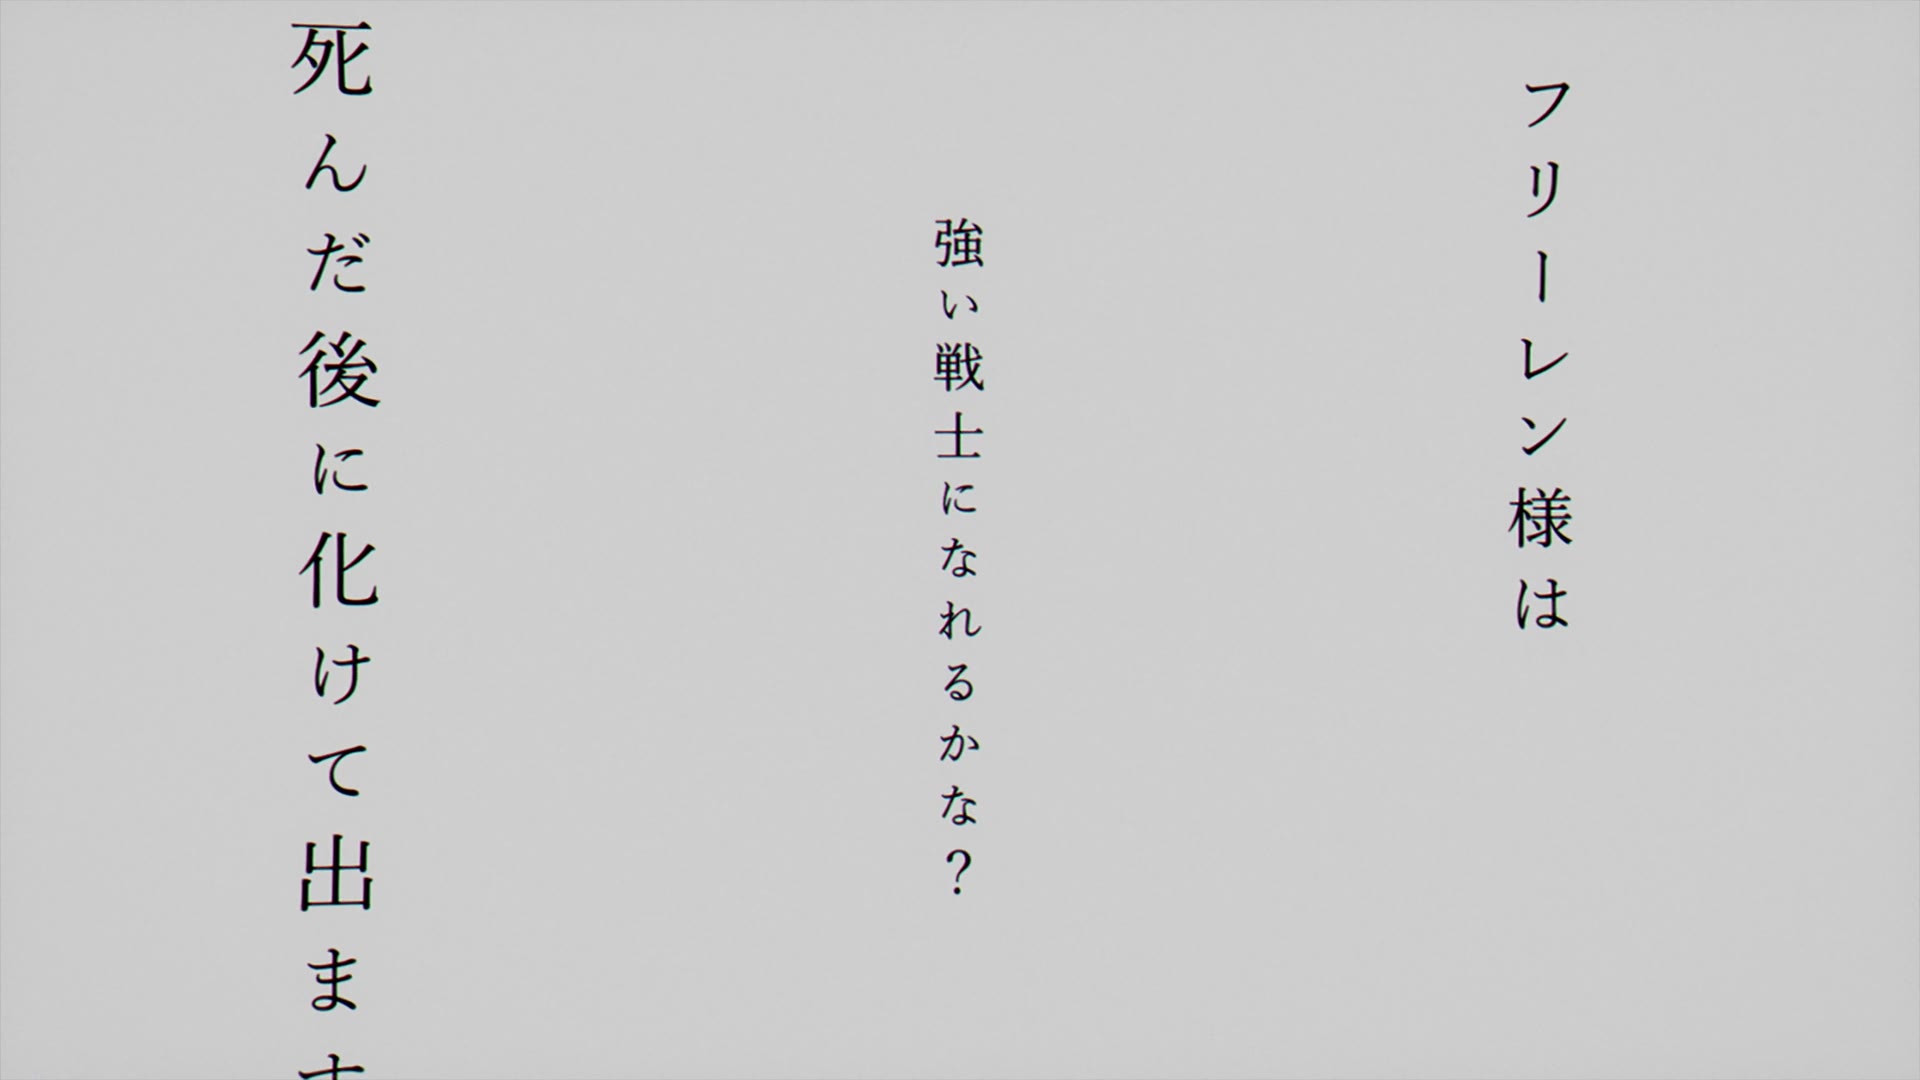 フリーレン様は
強い戦士になれるかな？
死んだ後に化けて出ます